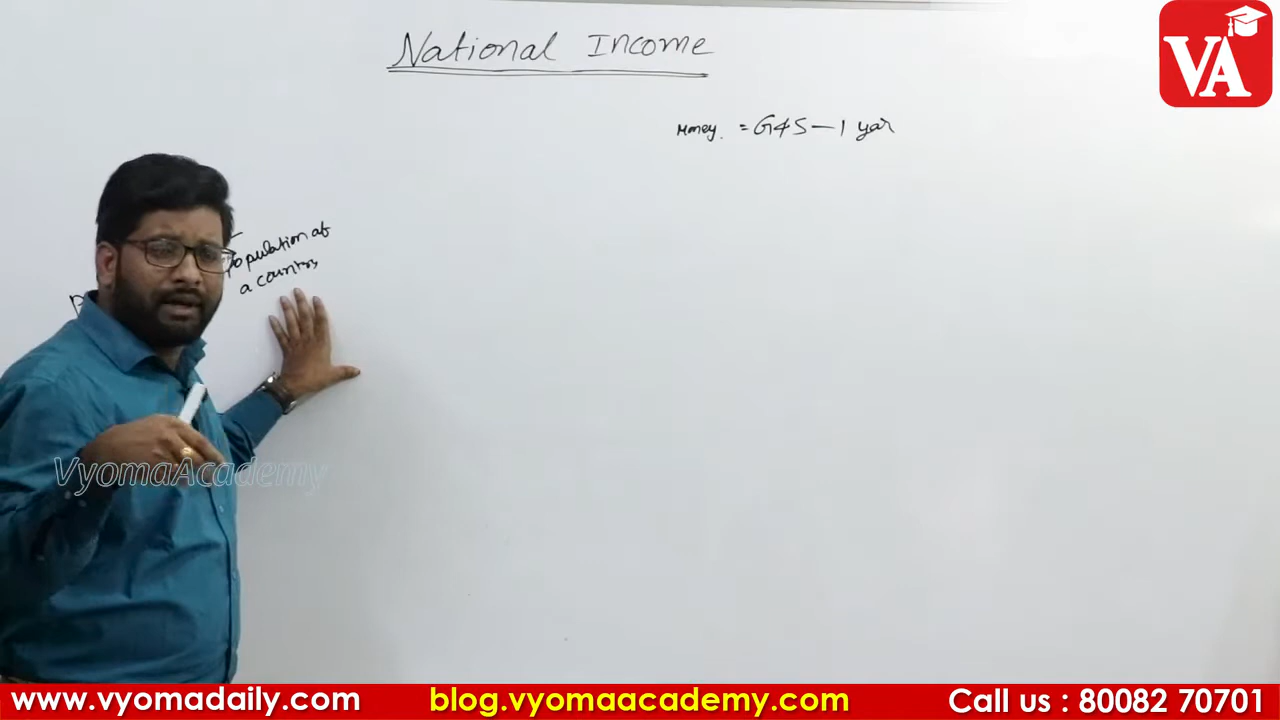 National Income
VA
Money. = G&S - 1 year
Population of
a country
VyomaAcademy
www.vyomadaily.com
blog.vyomaacademy.com
Call us : 80082 70701